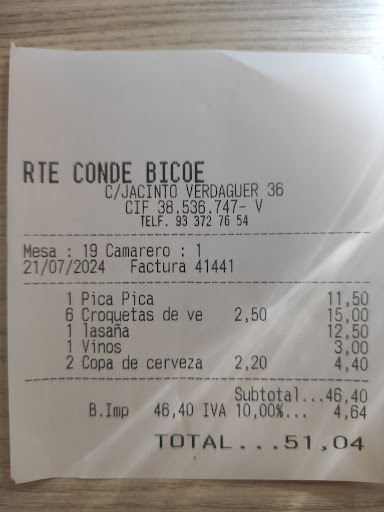 RTE CONDE BICOE
C/JACINTO VERDAGUER 36
CIF 38.536.747- V
TELF. 93 372 76 54
Mesa : 19 Camarero : 1
21/07/2024 Factura 41441
1 Pica Pica 11,50
6 Croquetas de ve 2,50 15,00
1 lasaña 12,50
1 Vinos 3,00
2 Copa de cerveza 2,20 4,40
Subtotal...46,40
B.Imp 46,40 IVA 10,00%... 4,64
TOTAL...51,04